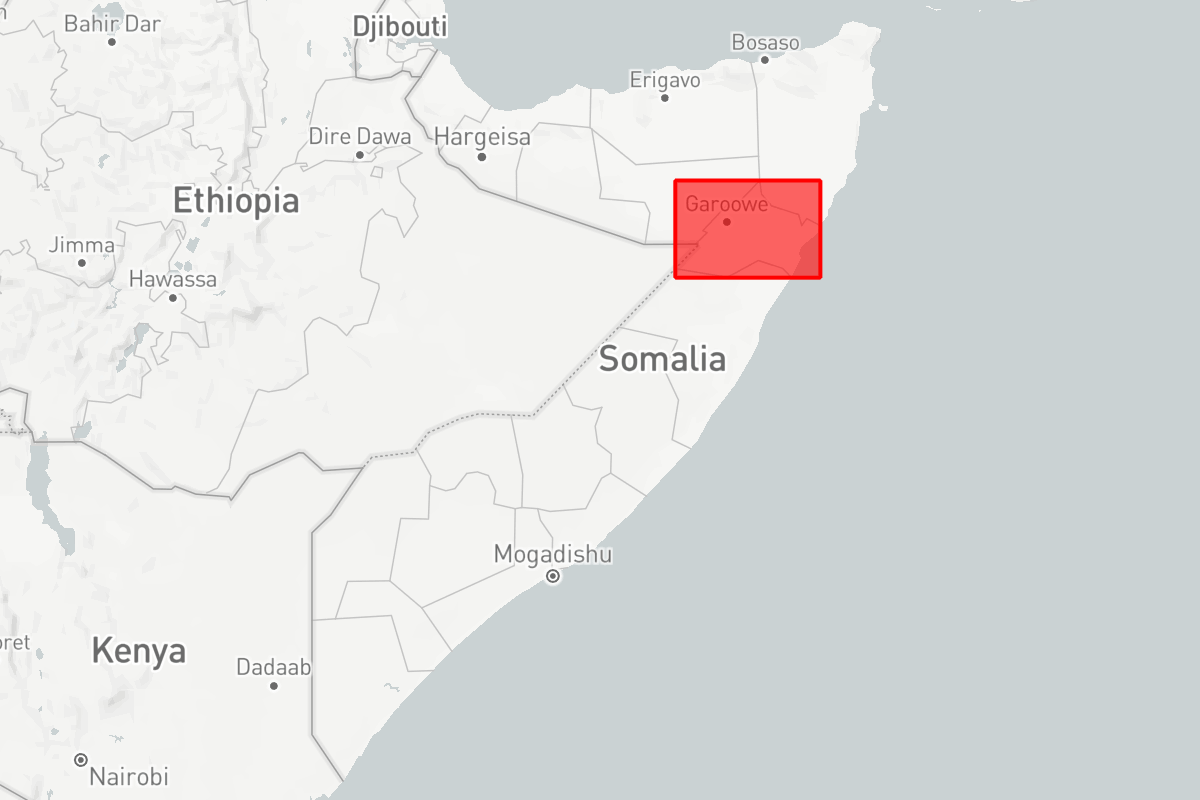 Bahir Dar
Djibouti
Bosaso
Erigavo
Dire Dawa
Hargeisa
Ethiopia
Garoowe
Jimma
Hawassa
Somalia
Mogadishu
Kenya
Dadaab
Nairobi